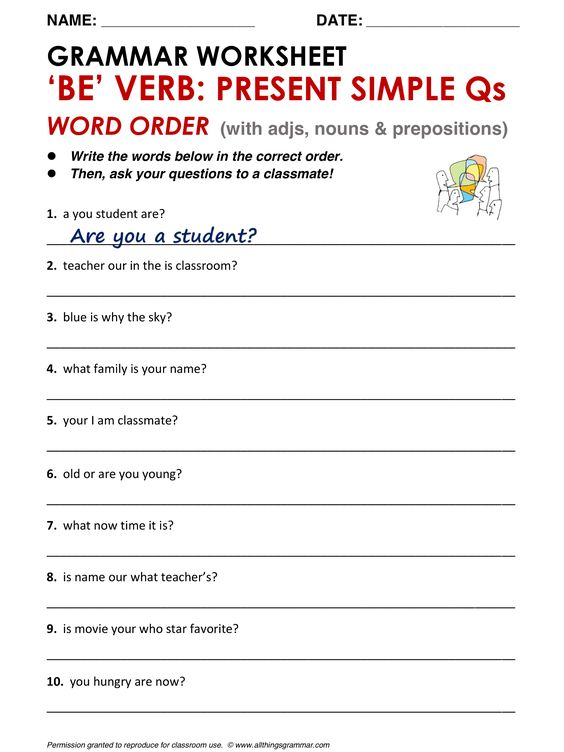 NAME: ____________________ DATE: ____________________
GRAMMAR WORKSHEET
‘BE’ VERB: PRESENT SIMPLE Qs
WORD ORDER (with adjs, nouns & prepositions)
● Write the words below in the correct order.
● Then, ask your questions to a classmate!
1. a you student are?
Are you a student?
2. teacher our in the is classroom?
3. blue is why the sky?
4. what family is your name?
5. your I am classmate?
6. old or are you young?
7. what now time it is?
8. is name our what teacher’s?
9. is movie your who star favorite?
10. you hungry are now?
Permission granted to reproduce for classroom use. © www.allthingsgrammar.com